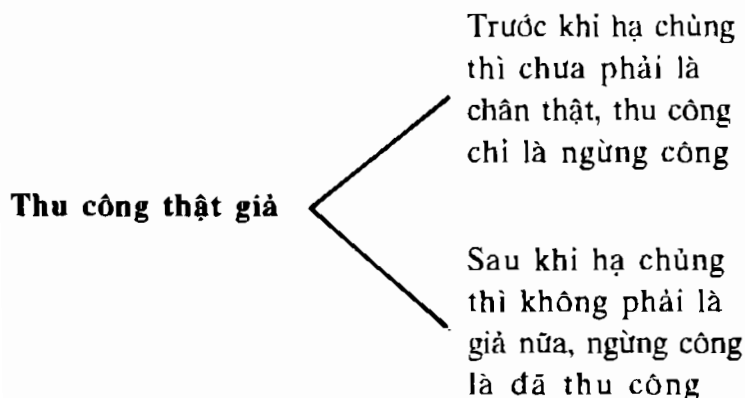 Trước khi hạ chủng
thì chưa phải là
chân thật, thu công
chỉ là ngừng công
Thu công thật giả
Sau khi hạ chủng
thì không phải là
giả nữa, ngừng công
là đã thu công